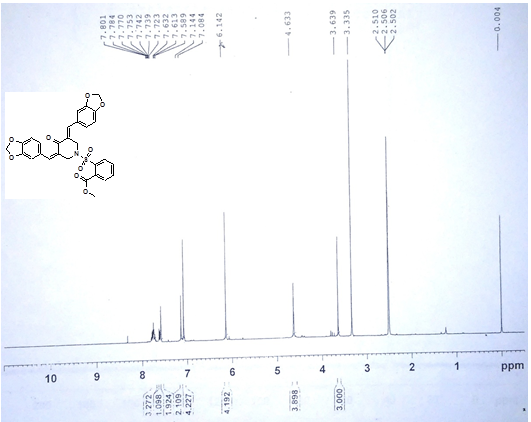 7.801
7.784
7.770
7.753
7.742
7.739
7.723
7.632
7.613
7.589
7.144
7.084
6.142
4.633
3.639
3.335
2.510
2.506
2.502
0.004
O
O
O
O
O
N
S
O
O
O
O
10 9 8 7 6 5 4 3 2 1 ppm
3.272
1.098
1.924
2.109
4.227
4.192
3.898
3.000